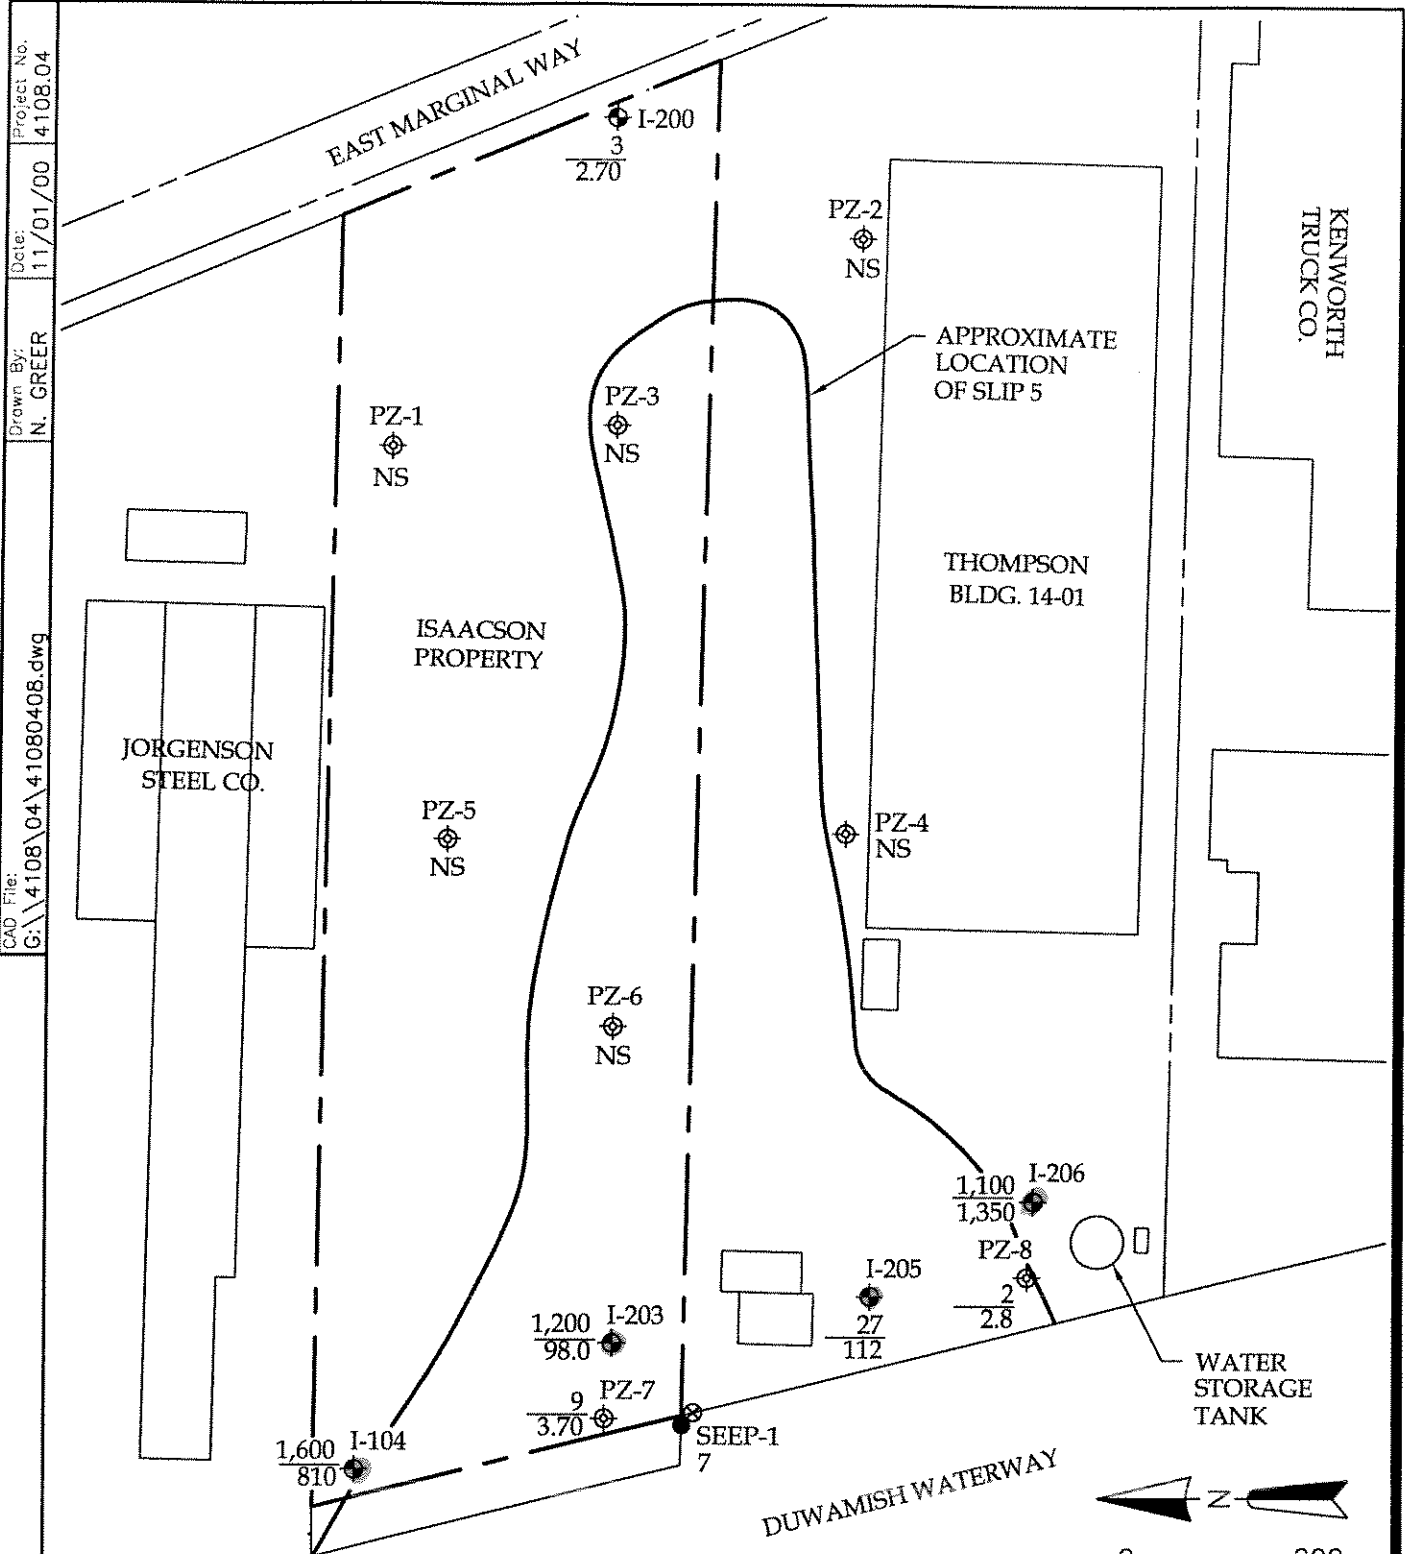 Project No.
4108.04
Date:
11/01/00
Drawn By:
N. GREER
CAD File:
G:\\4108\04\41080408.dwg
EAST MARGINAL WAY
I-200
3
2.70
PZ-2
NS
KENWORTH
TRUCK CO.
APPROXIMATE
LOCATION
OF SLIP 5
PZ-1
NS
PZ-3
NS
THOMPSON
BLDG. 14-01
ISAACSON
PROPERTY
JORGENSON
STEEL CO.
PZ-5
NS
PZ-4
NS
PZ-6
NS
I-206
1,100
1,350
PZ-8
2
2.8
I-205
27
112
I-203
1,200
98.0
PZ-7
9
3.70
WATER
STORAGE
TANK
SEEP-1
7
I-104
1,600
810
DUWAMISH WATERWAY
N